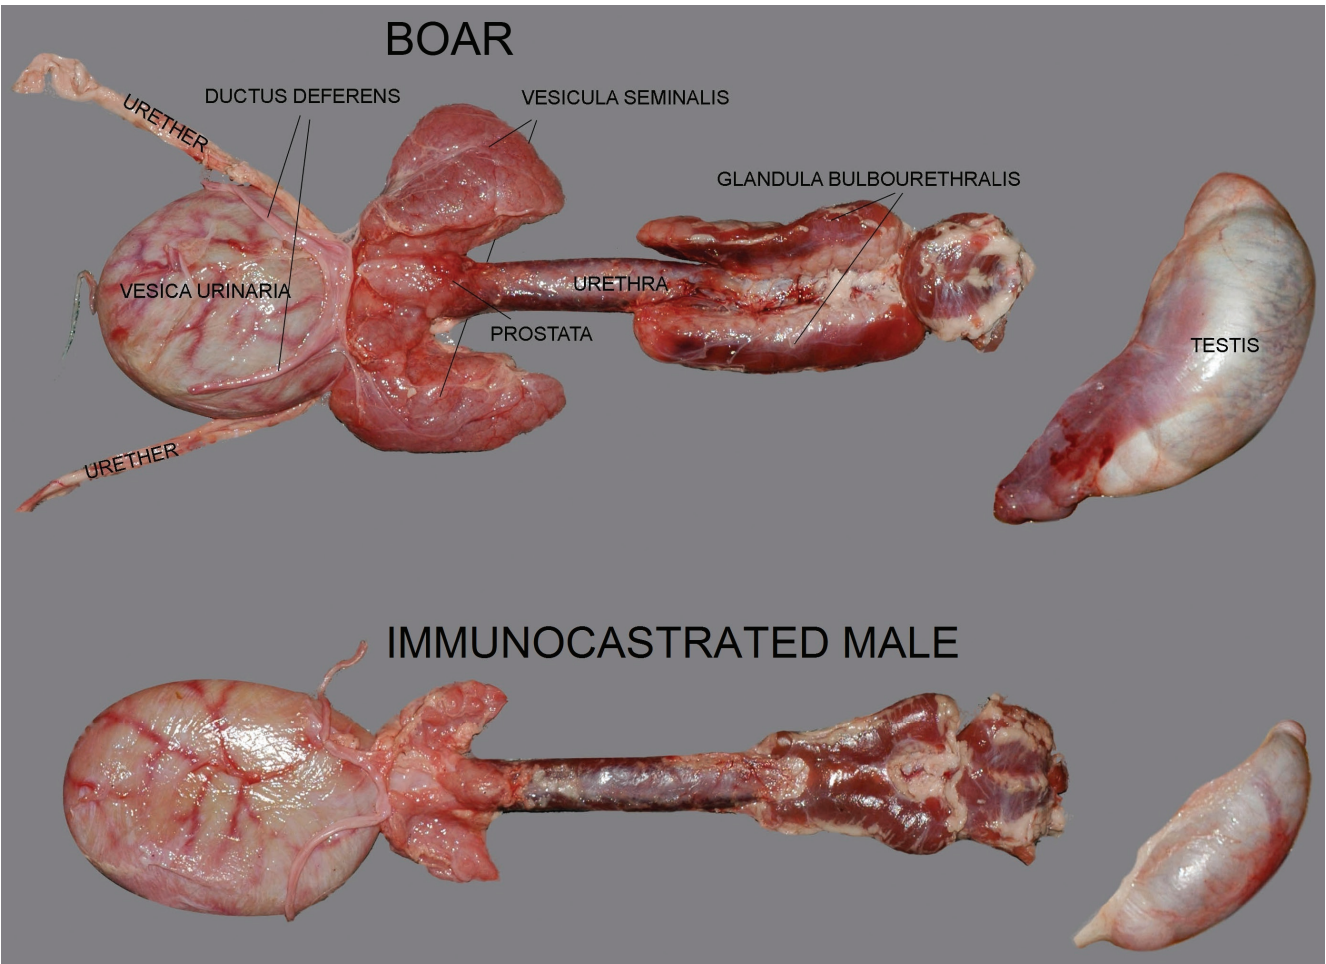 BOAR
DUCTUS DEFERENS
VESICULA SEMINALIS
URETHER
GLANDULA BULBOURETHRALIS
VESICA URINARIA
URETHRA
PROSTATA
TESTIS
URETHER
IMMUNOCASTRATED MALE